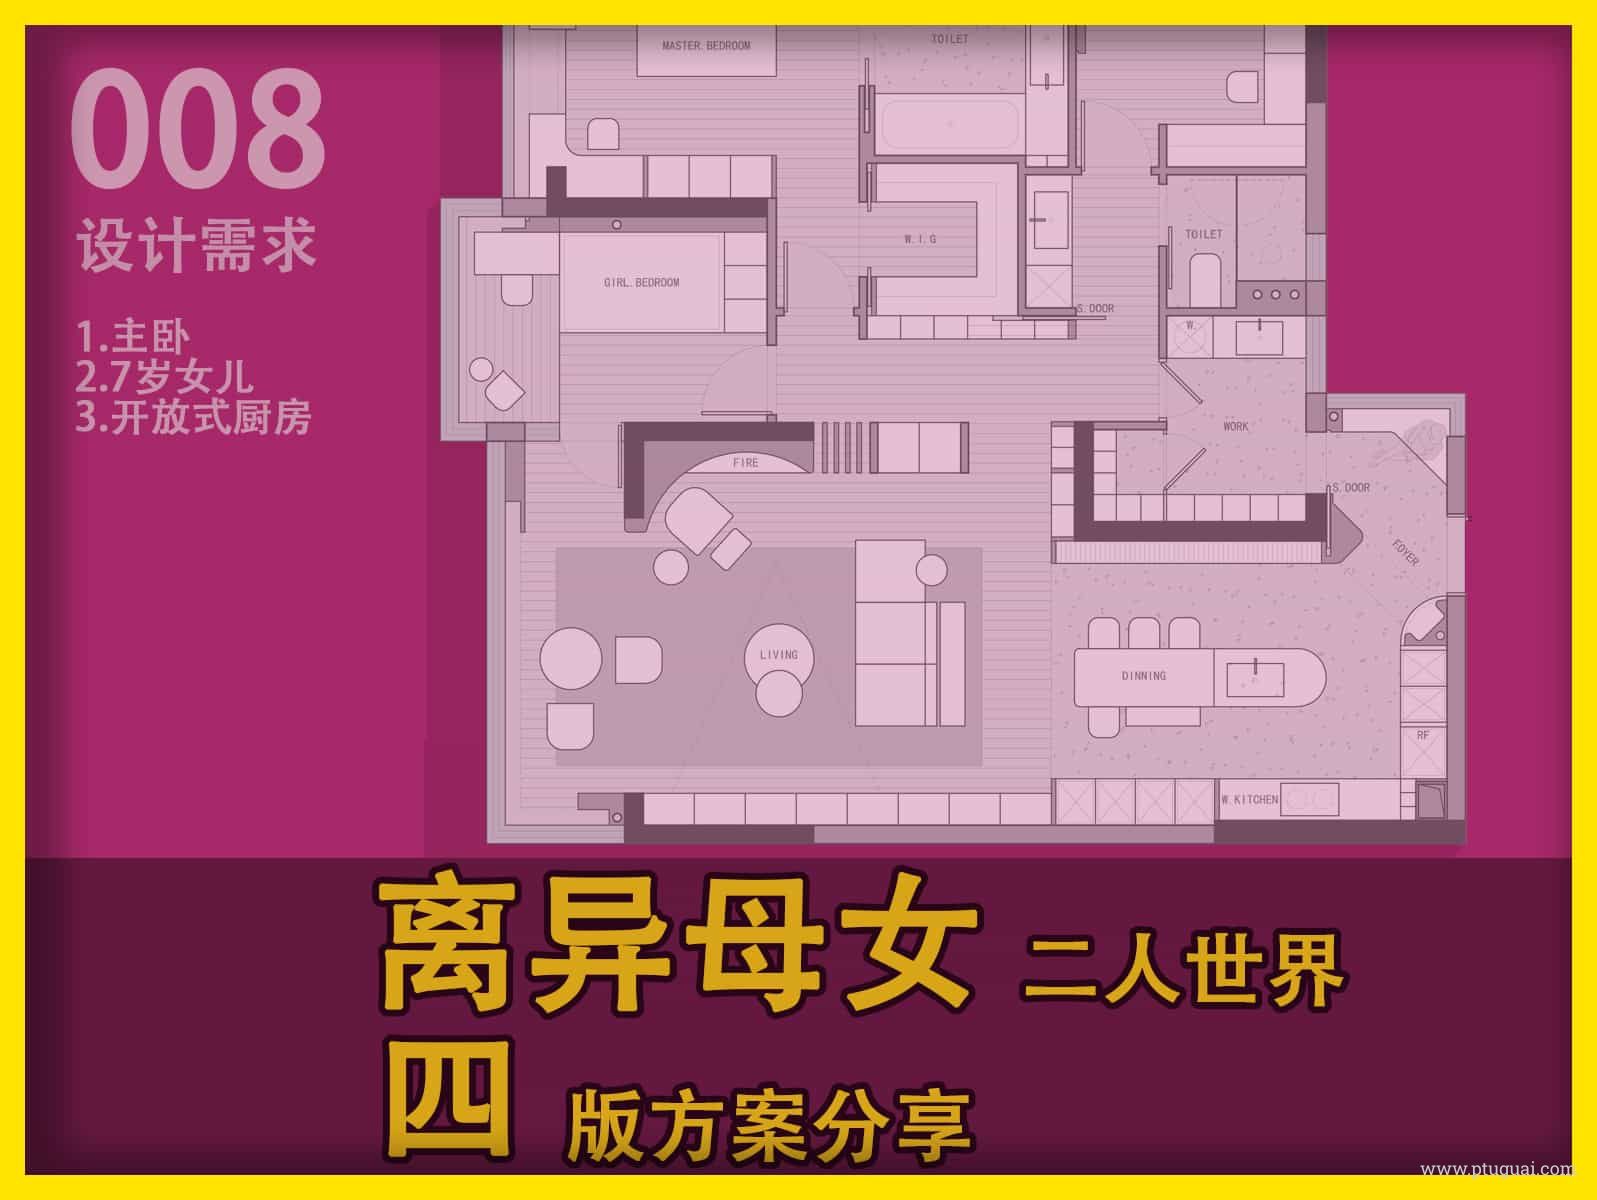 008
设计需求
1.主卧
2.7岁女儿
3.开放式厨房
MASTER.BEDROOM
TOILET
W.I.G
TOILET
GIRL.BEDROOM
S.DOOR
W.
WORK
FIRE
S.DOOR
FOYER
LIVING
DINNING
RF
W.KITCHEN
离异母女 二人世界
四 版方案分享
www.ptuguai.com